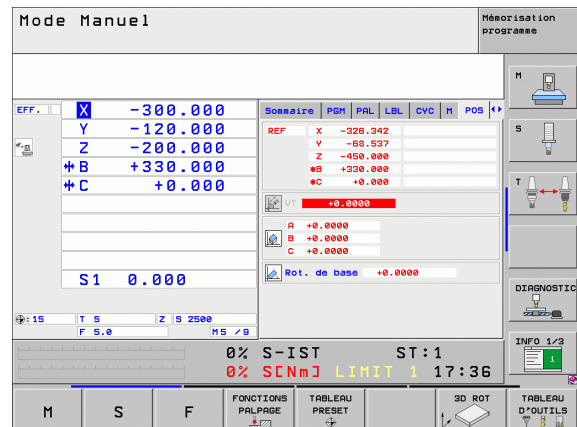 Mode Manuel
Mémorisation
programme
EFF.
X -300.000
Y -120.000
Z -200.000
B +330.000
C +0.000
S1 0.000
:15 T 5 Z S 2500
F 5.0 M5 /9
Sommaire PGM PAL LBL CYC M POS
REF X -326.342
Y -68.537
Z -450.000
*B +330.000
*C +0.000
VT +0.0000
A +0.0000
B +0.0000
C +0.0000
Rot. de base +0.0000
0% S-IST ST:1
0% S[Nm] LIMIT 1 17:36
M
S
T
DIAGNOSTIC
INFO 1/3
i
M
S
F
FONCTIONS
PALPAGE
TABLEAU
PRESET
3D ROT
TABLEAU
D'OUTILS